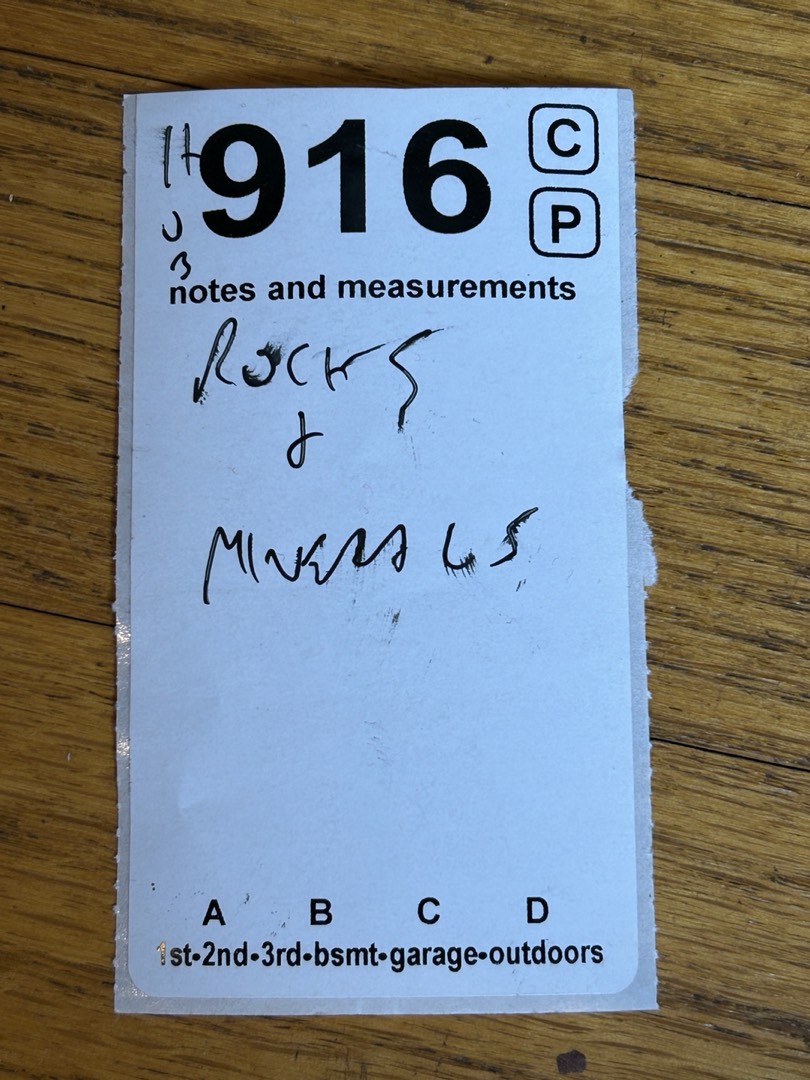 H 916 C
U P
B
notes and measurements
ROCKS
&
MINERALS
A B C D
1st•2nd•3rd•bsmt•garage•outdoors